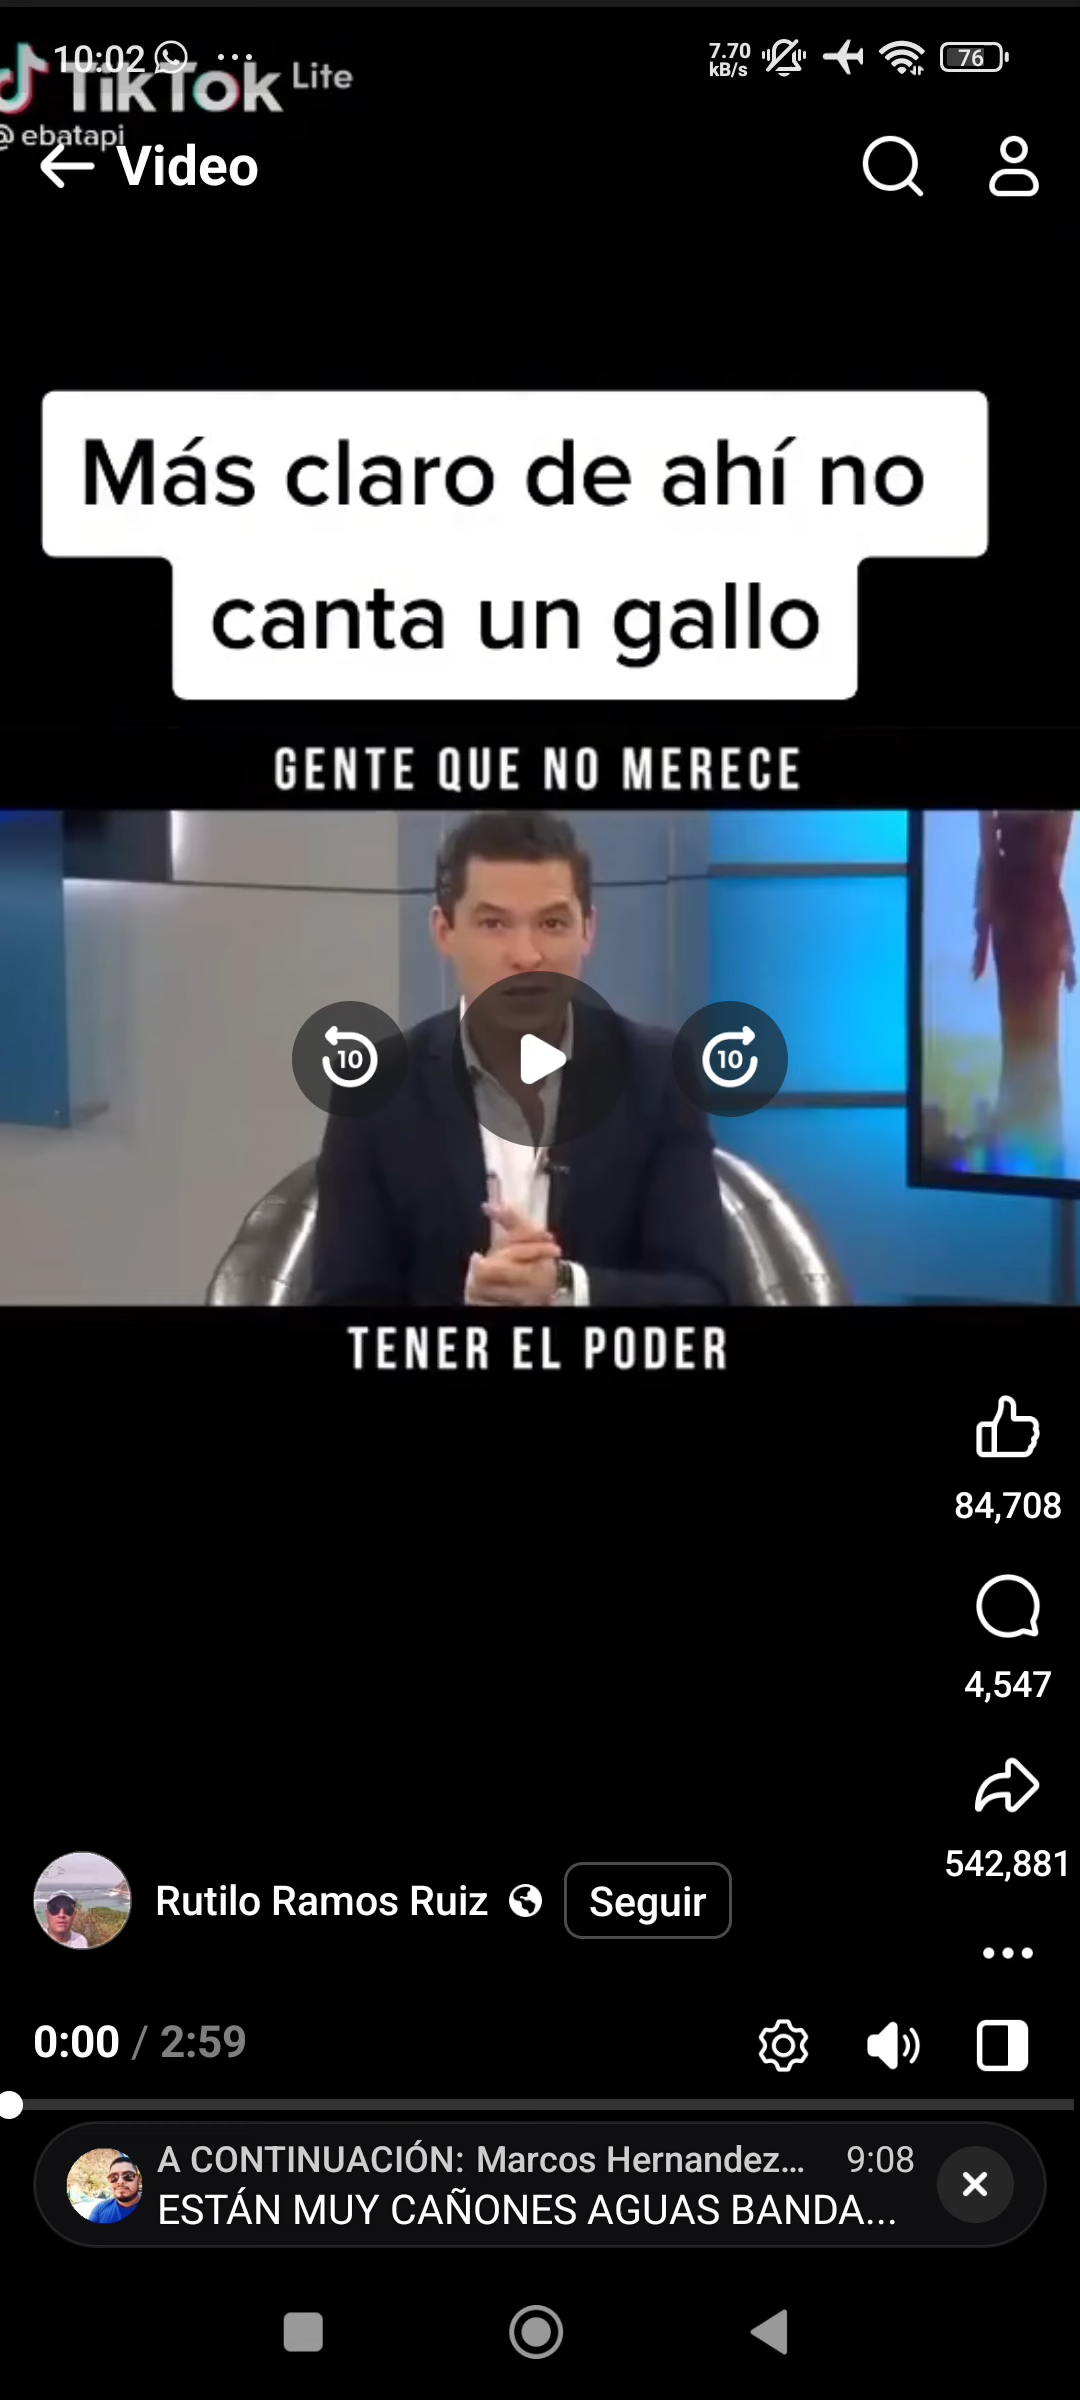 10:02
7.70
kB/s
76
TikTok Lite
@ ebatapi
Video
Más claro de ahí no
canta un gallo
GENTE QUE NO MERECE
10
10
TENER EL PODER
84,708
4,547
542,881
Rutilo Ramos Ruiz
Seguir
0:00 / 2:59
A CONTINUACIÓN: Marcos Hernandez... 9:08
ESTÁN MUY CAÑONES AGUAS BANDA...